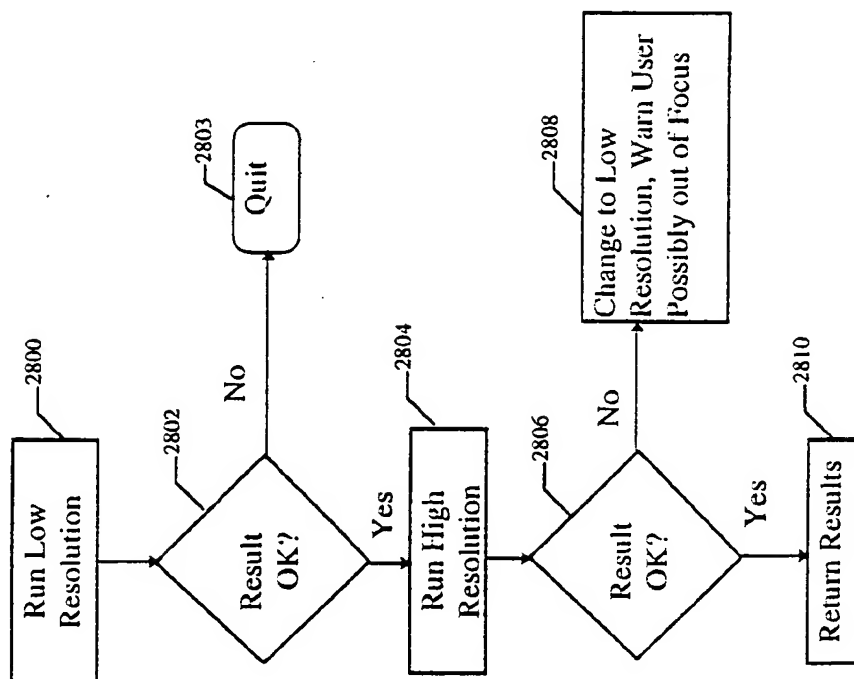 Run Low
Resolution
2800
Result
OK?
2802
No
Quit
2803
Yes
Run High
Resolution
2804
Result
OK?
2806
No
Change to Low
Resolution, Warn User
Possibly out of Focus
2808
Yes
Return Results
2810